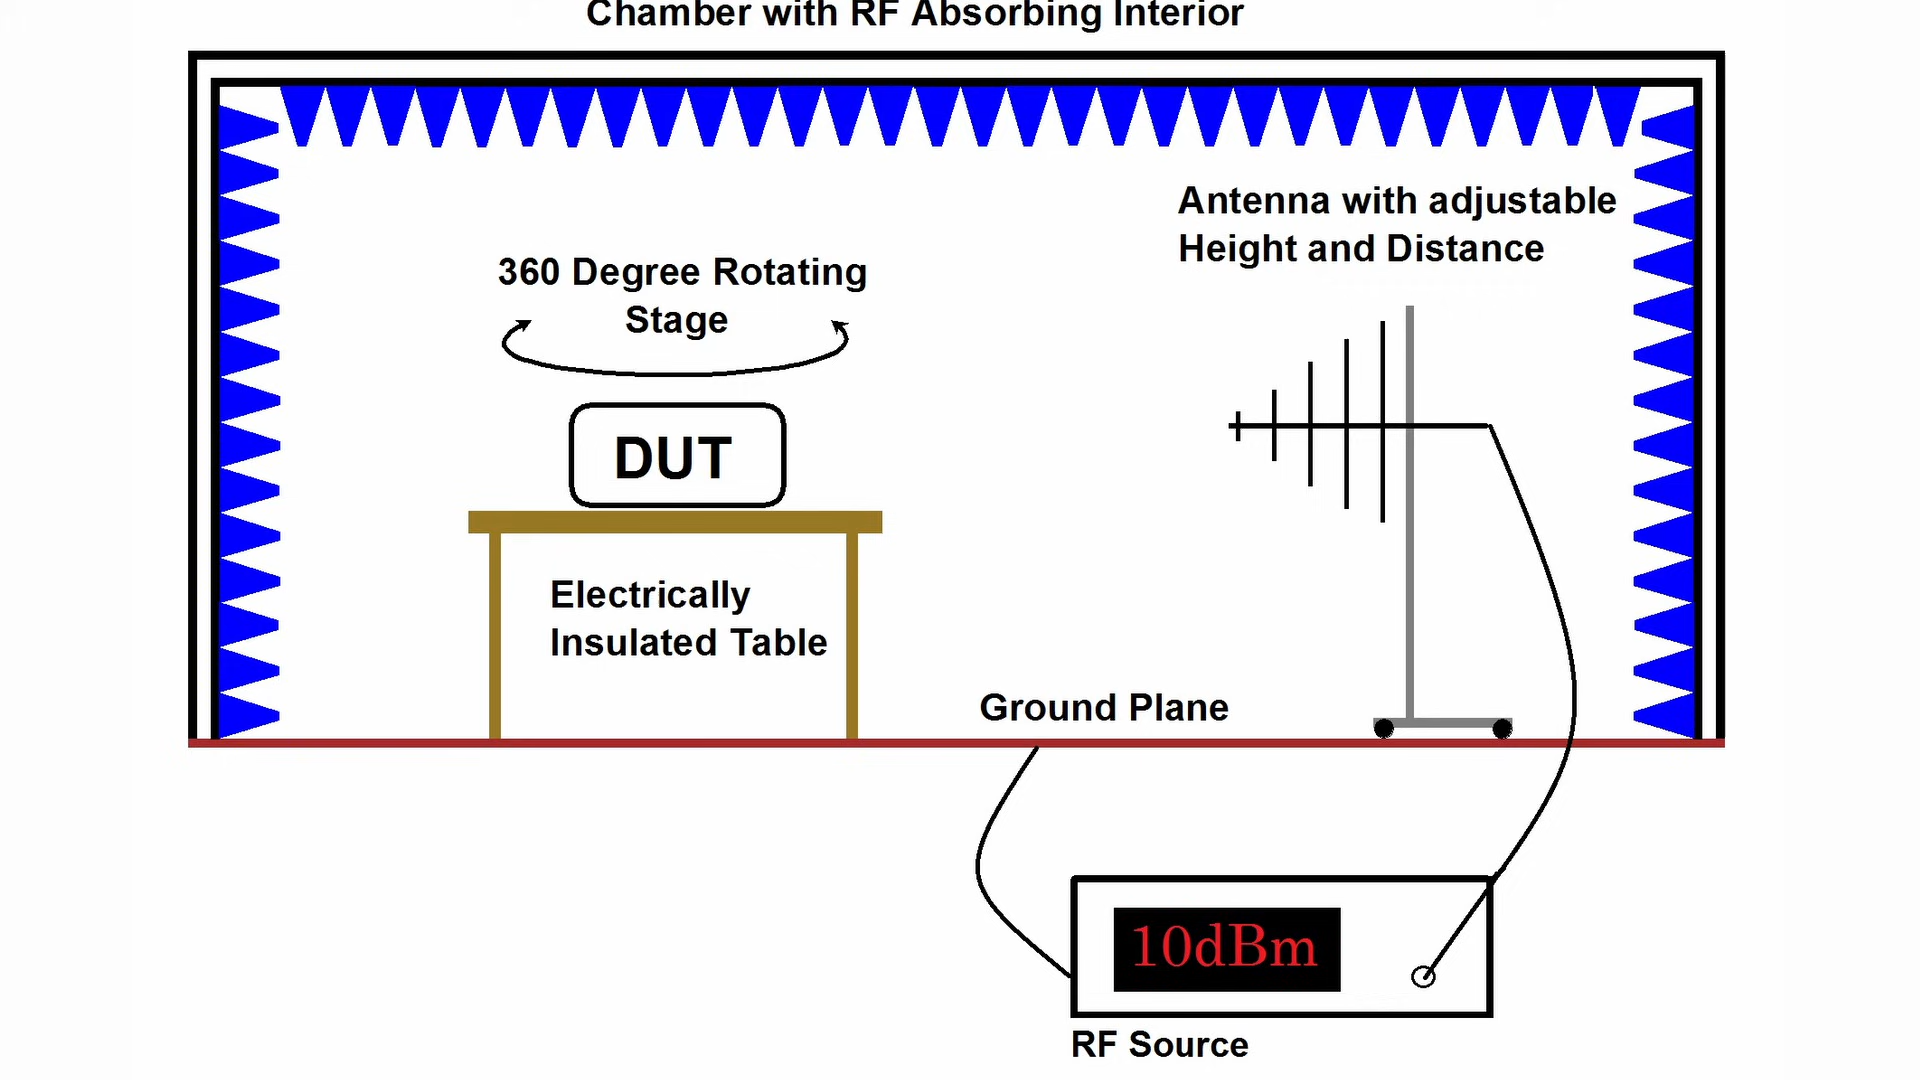 Chamber with RF Absorbing Interior
Antenna with adjustable
Height and Distance
360 Degree Rotating
Stage
DUT
Electrically
Insulated Table
Ground Plane
10dBm
RF Source